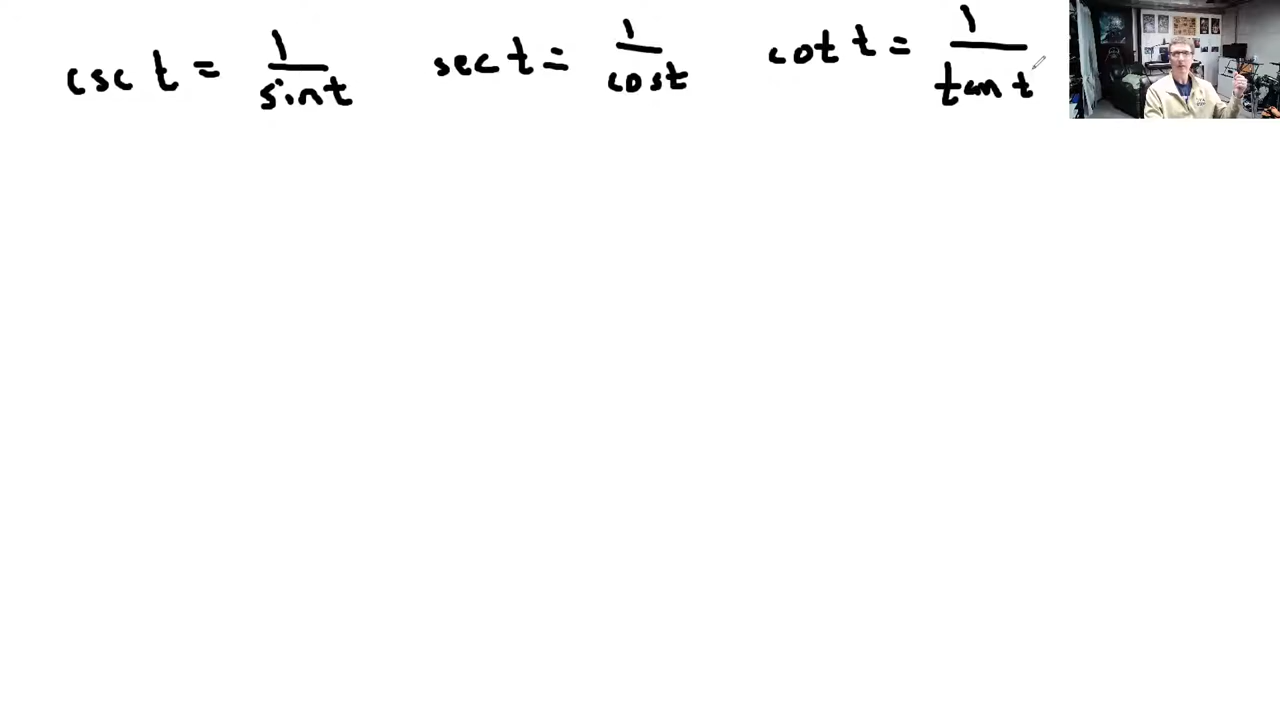 csc t = 1/sin t    sec t = 1/cos t    cot t = 1/tan t